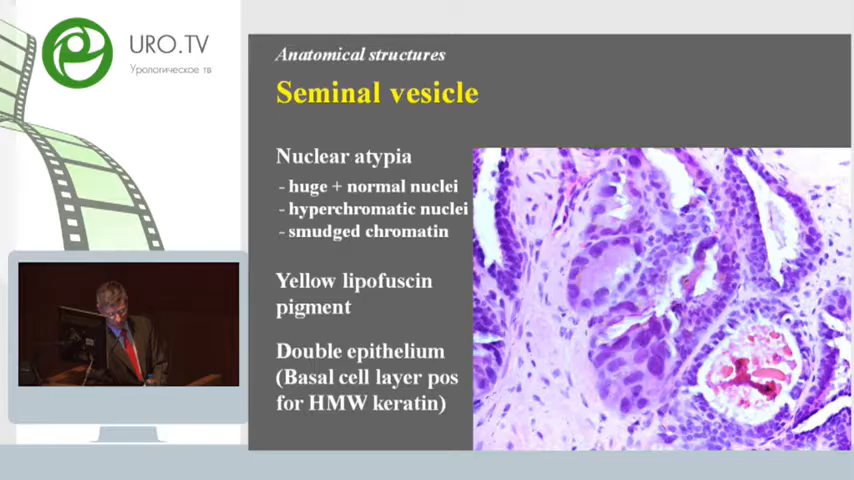 URO.TV
Урологическое тв
Anatomical structures
Seminal vesicle
Nuclear atypia
- huge + normal nuclei
- hyperchromatic nuclei
- smudged chromatin
Yellow lipofuscin
pigment
Double epithelium
(Basal cell layer pos
for HMW keratin)